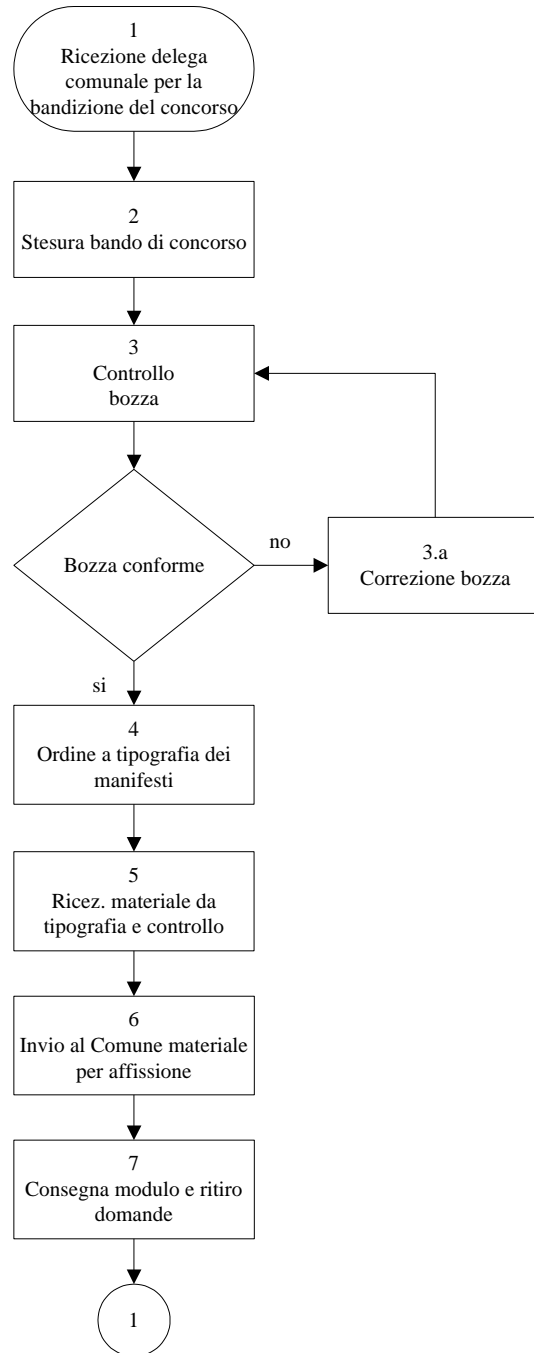 1
Ricezione delega
comunale per la
bandizione del concorso
2
Stesura bando di concorso
3
Controllo
bozza
Bozza conforme
no
3.a
Correzione bozza
si
4
Ordine a tipografia dei
manifesti
5
Ricez. materiale da
tipografia e controllo
6
Invio al Comune materiale
per affissione
7
Consegna modulo e ritiro
domande
1